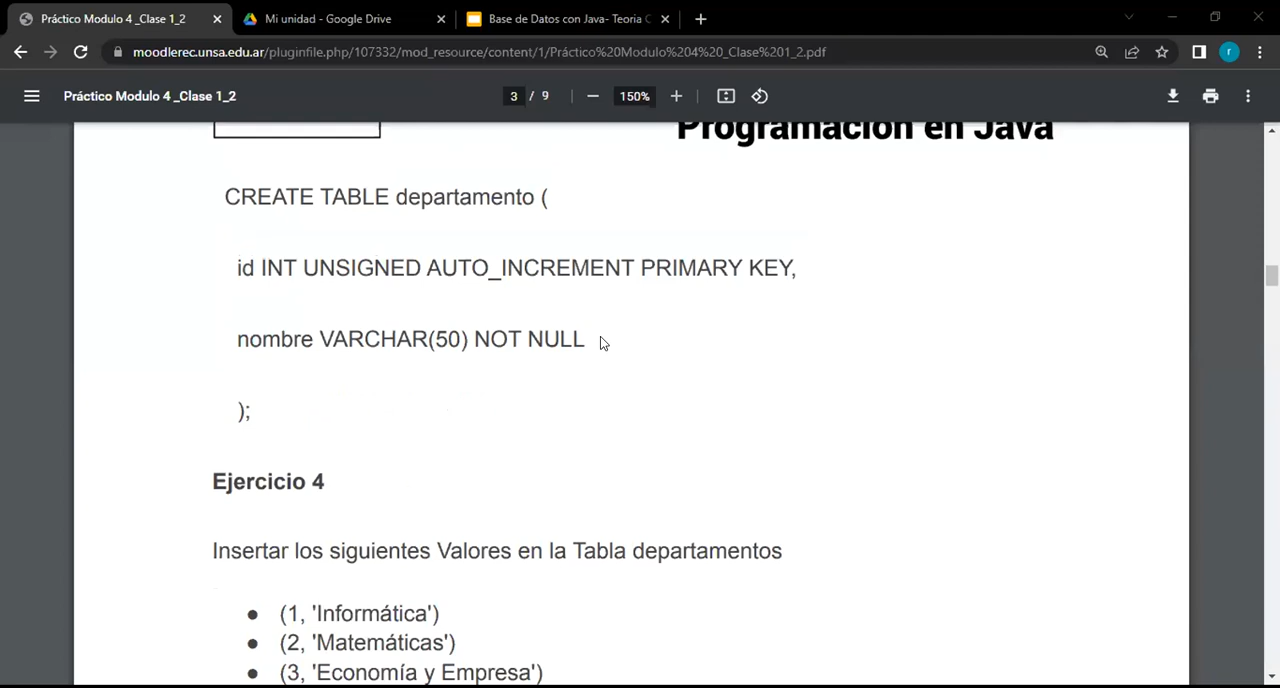 Práctico Modulo 4 _Clase 1_2
Mi unidad - Google Drive
Base de Datos con Java- Teoria C
moodlerec.unsa.edu.ar/pluginfile.php/107332/mod_resource/content/1/Práctico%20Modulo%204%20_Clase%201_2.pdf
r
Práctico Modulo 4 _Clase 1_2
3 / 9
150%
Programación en Java
CREATE TABLE departamento (
id INT UNSIGNED AUTO_INCREMENT PRIMARY KEY,
nombre VARCHAR(50) NOT NULL
);
Ejercicio 4
Insertar los siguientes Valores en la Tabla departamentos
● (1, 'Informática')
● (2, 'Matemáticas')
● (3, 'Economía y Empresa')